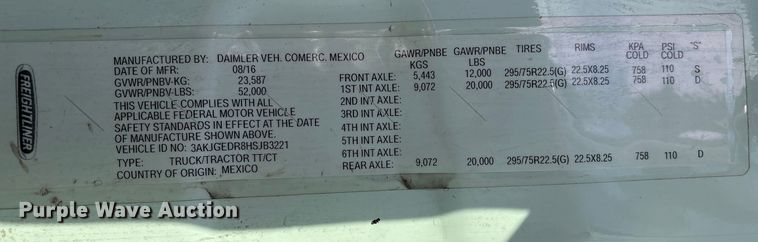 FREIGHTLINER
MANUFACTURED BY: DAIMLER VEH. COMERC. MEXICO
DATE OF MFR: 08/16
GVWR/PNBV-KG: 23,587
GVWR/PNBV-LBS: 52,000
THIS VEHICLE COMPLIES WITH ALL
APPLICABLE FEDERAL MOTOR VEHICLE
SAFETY STANDARDS IN EFFECT AT THE DATE
OF MANUFACTURE SHOWN ABOVE.
VEHICLE ID NO: 3AKJGEDR8HSJB3221
TYPE: TRUCK/TRACTOR TT/CT
COUNTRY OF ORIGIN: MEXICO
GAWR/PNBE GAWR/PNBE TIRES RIMS KPA PSI "S"
KGS LBS COLD COLD
FRONT AXLE: 5,443 12,000 295/75R22.5(G) 22.5X8.25 758 110 S
1ST INT AXLE: 9,072 20,000 295/75R22.5(G) 22.5X8.25 758 110 D
2ND INT AXLE:
3RD INT AXLE:
4TH INT AXLE:
5TH INT AXLE:
6TH INT AXLE:
REAR AXLE: 9,072 20,000 295/75R22.5(G) 22.5X8.25 758 110 D
Purple Wave Auction